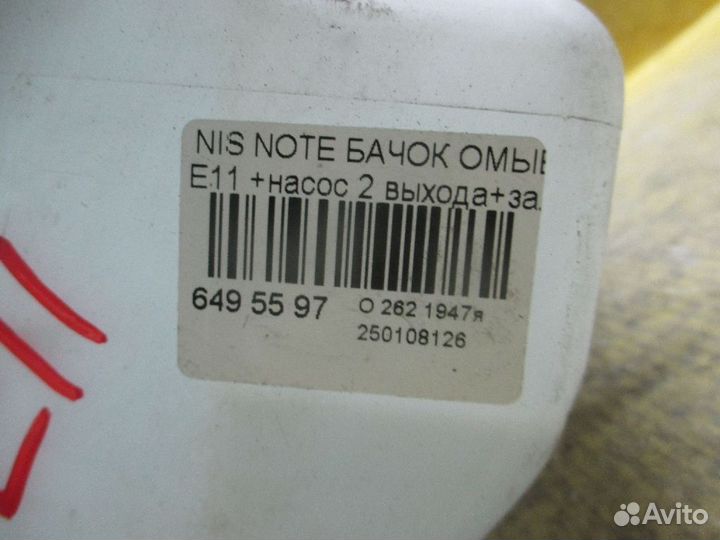 NIS NOTE БАЧОК ОМЫВ
E11 +насос 2 выхода+за
649 55 97
О 262 1947я
250108126
Avito